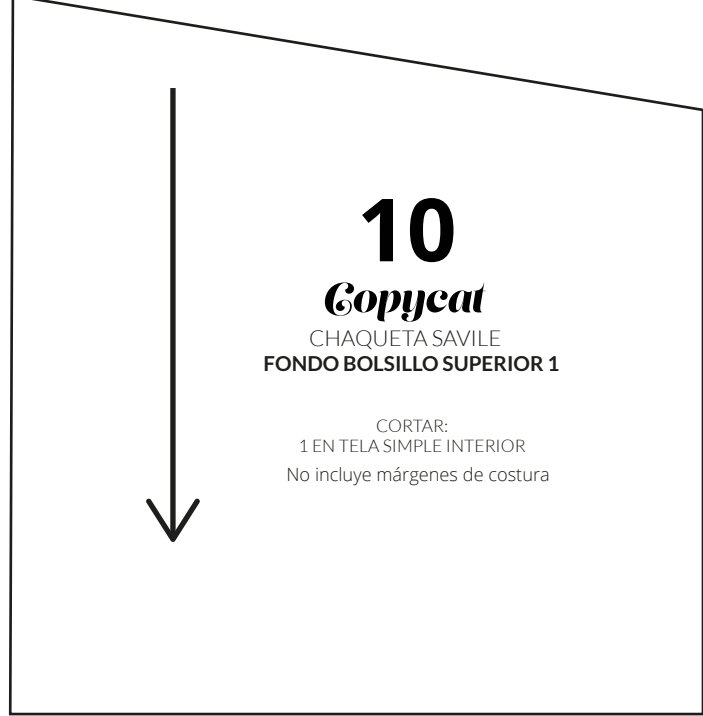 10
Copycat
CHAQUETA SAVILE
FONDO BOLSILLO SUPERIOR 1
CORTAR:
1 EN TELA SIMPLE INTERIOR
No incluye márgenes de costura